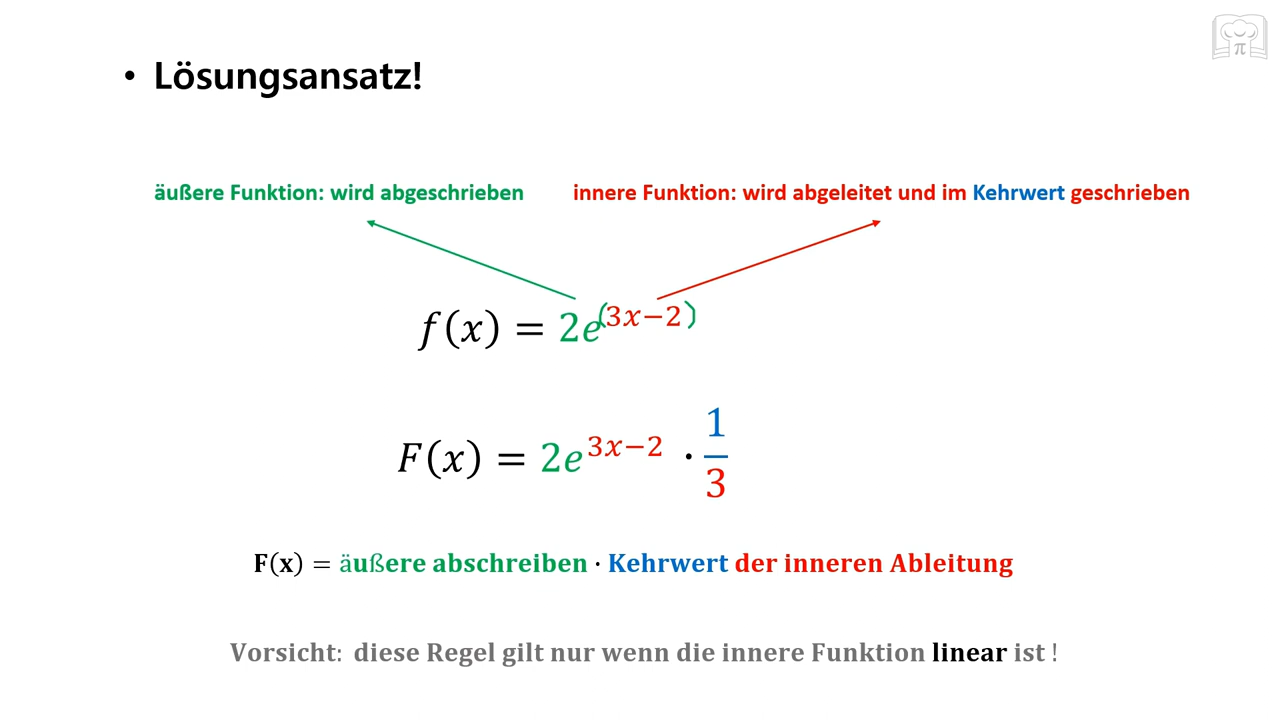 • Lösungsansatz!
äußere Funktion: wird abgeschrieben
innere Funktion: wird abgeleitet und im Kehrwert geschrieben
f(x) = 2e^(3x−2)
F(x) = 2e^{3x−2} · 1/3
F(x) = äußere abschreiben · Kehrwert der inneren Ableitung
Vorsicht: diese Regel gilt nur wenn die innere Funktion linear ist !
π